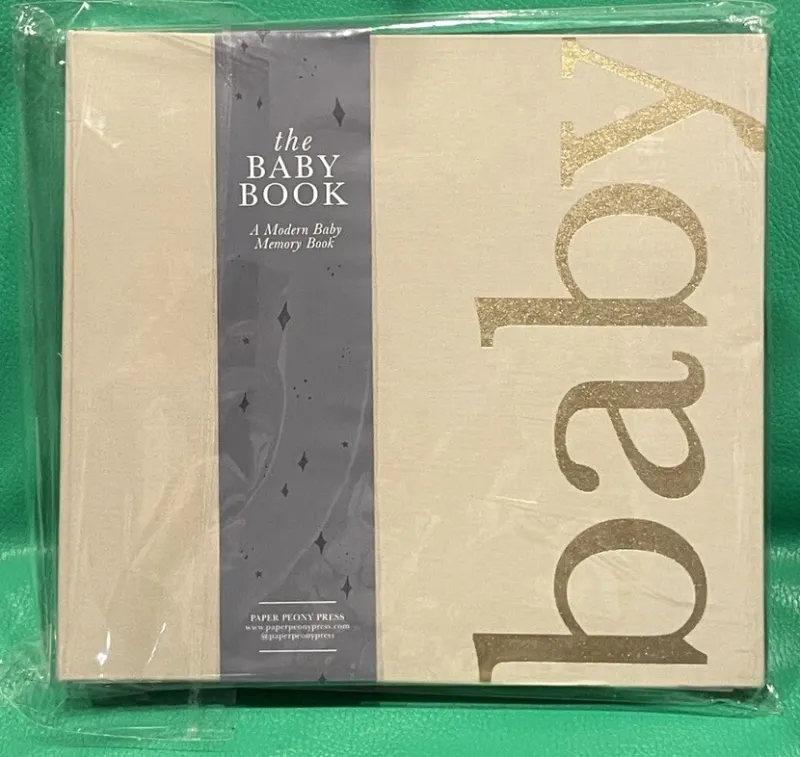 the
BABY
BOOK
A Modern Baby
Memory Book
PAPER PEONY PRESS
www.paperpeonypress.com
@paperpeonypress
baby